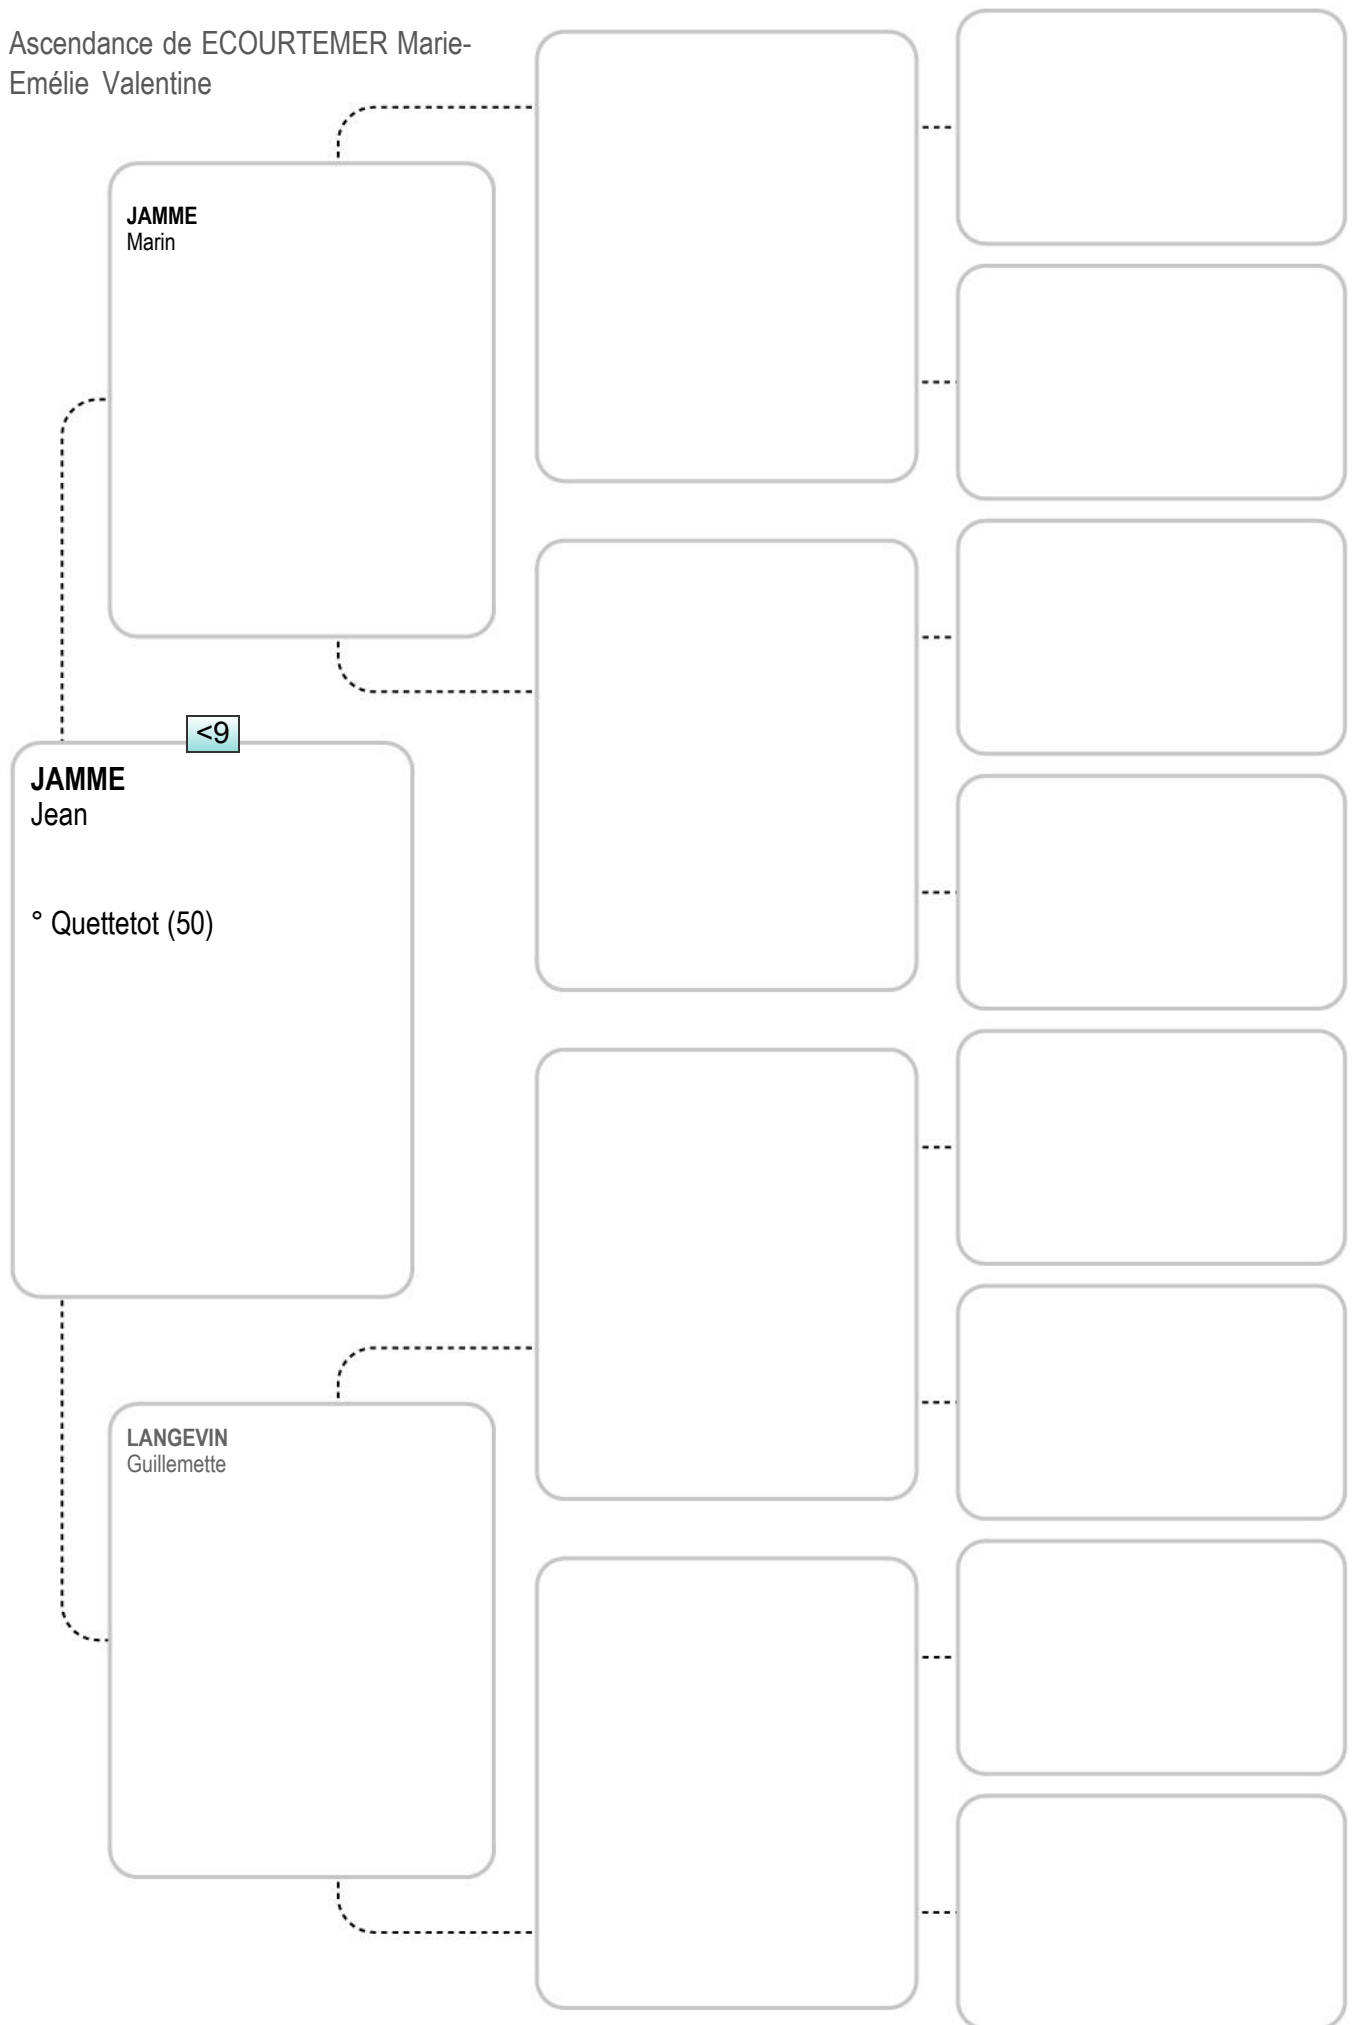 Ascendance de ECOURTEMER Marie-
Emélie Valentine
JAMME
Marin
<9
JAMME
Jean
° Quettetot (50)
LANGEVIN
Guillemette